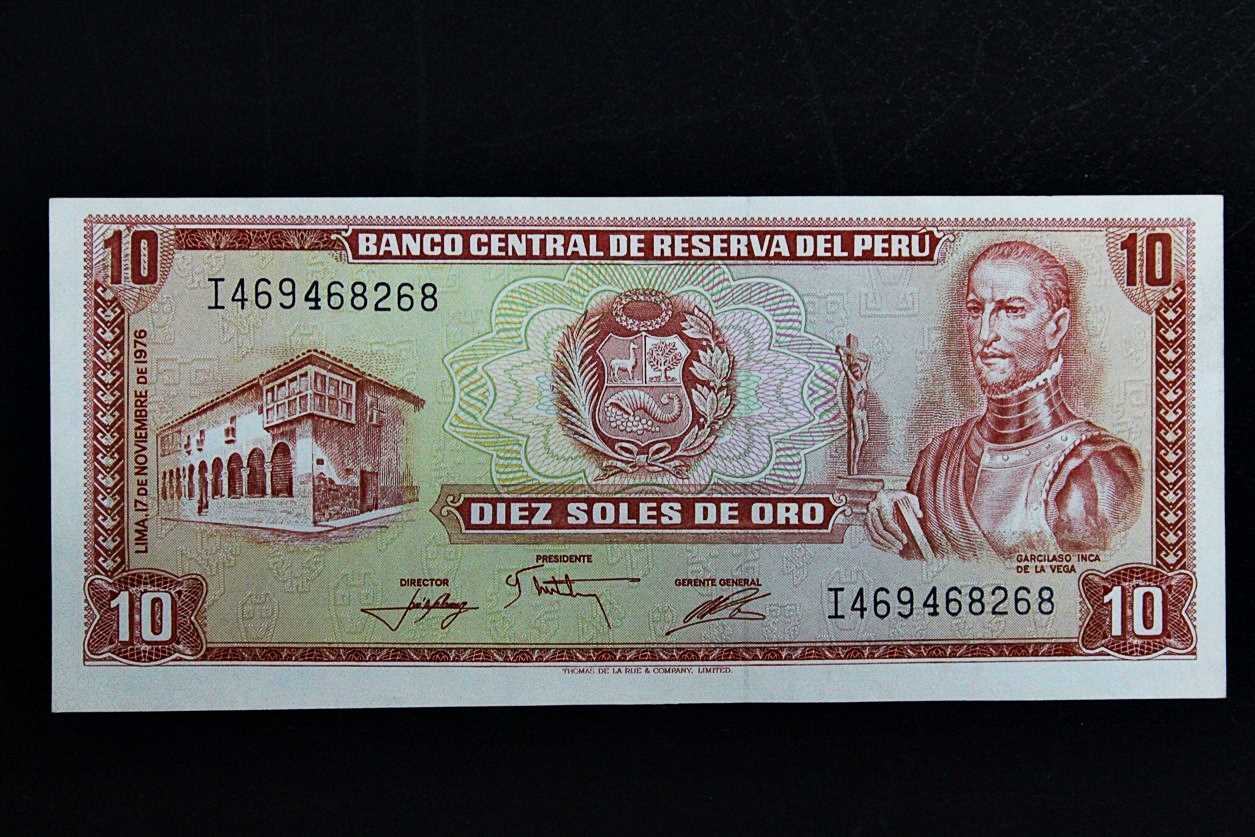 10
BANCO CENTRAL DE RESERVA DEL PERÚ
10
I469468268
LIMA, 17 DE NOVIEMBRE DE 1976
DIEZ SOLES DE ORO
GARCILASO INCA
DE LA VEGA
PRESIDENTE
DIRECTOR
GERENTE GENERAL
I469468268
10
10
THOMAS DE LA RUE & COMPANY, LIMITED.